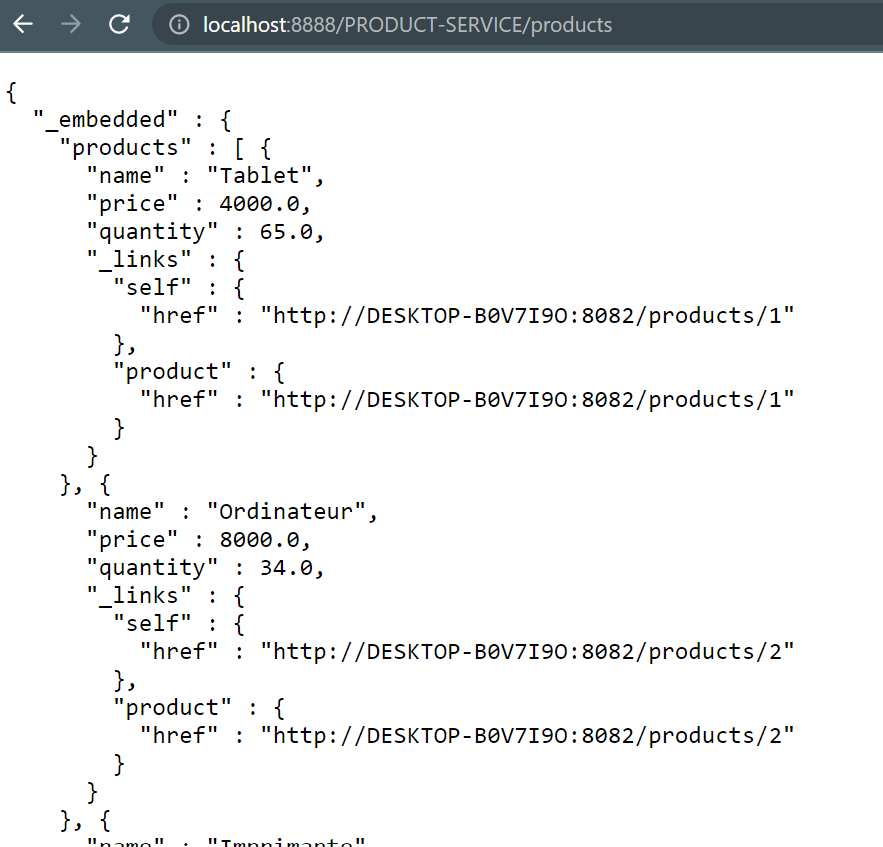 localhost:8888/PRODUCT-SERVICE/products
{
"_embedded" : {
"products" : [ {
"name" : "Tablet",
"price" : 4000.0,
"quantity" : 65.0,
"_links" : {
"self" : {
"href" : "http://DESKTOP-B0V7I9O:8082/products/1"
},
"product" : {
"href" : "http://DESKTOP-B0V7I9O:8082/products/1"
}
}
}, {
"name" : "Ordinateur",
"price" : 8000.0,
"quantity" : 34.0,
"_links" : {
"self" : {
"href" : "http://DESKTOP-B0V7I9O:8082/products/2"
},
"product" : {
"href" : "http://DESKTOP-B0V7I9O:8082/products/2"
}
}
}, {
"name" : "Imprimante"